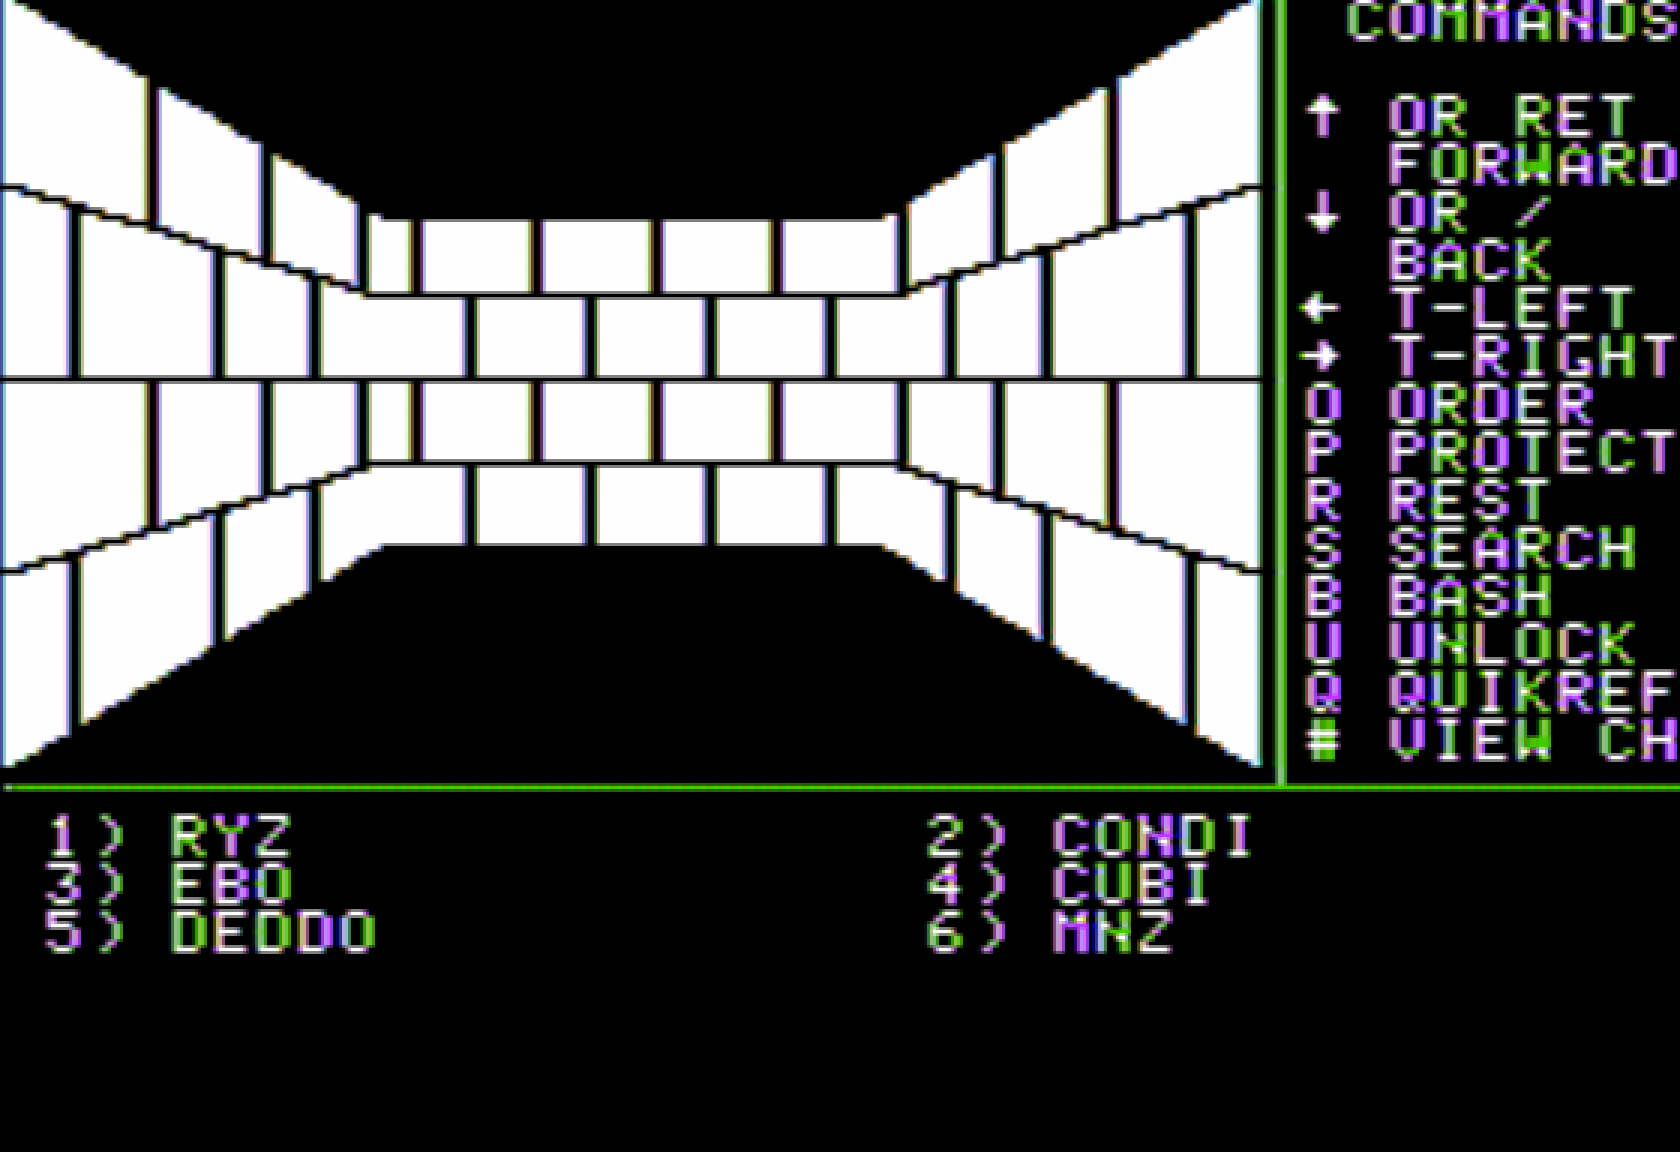 COMMANDS
↑ OR RET
FORWARD
↓ OR /
BACK
← T-LEFT
→ T-RIGHT
O ORDER
P PROTECT
R REST
S SEARCH
B BASH
U UNLOCK
Q QUIKREF
# VIEW CH
1) RYZ 2) CONDI
3) EBO 4) CUBI
5) DEDDO 6) MNZ